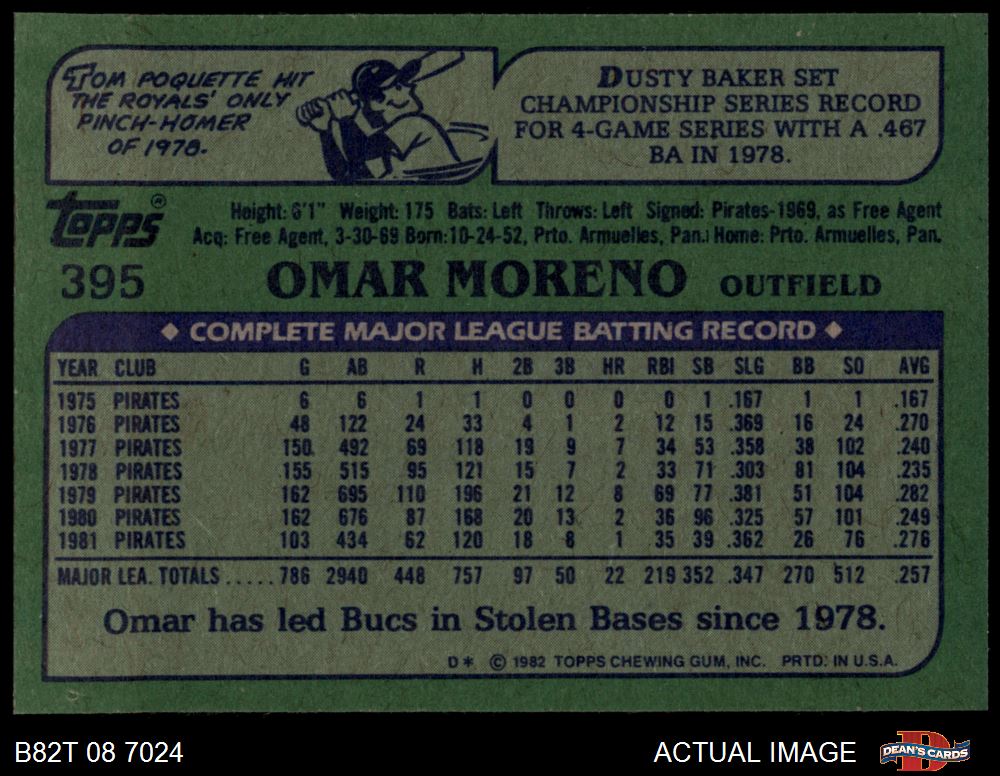 TOM POQUETTE HIT
THE ROYALS' ONLY
PINCH-HOMER
OF 1978.
DUSTY BAKER SET
CHAMPIONSHIP SERIES RECORD
FOR 4-GAME SERIES WITH A .467
BA IN 1978.
TOPPS®
Height: 6'1" Weight: 175 Bats: Left Throws: Left Signed: Pirates-1969, as Free Agent
Acq: Free Agent, 3-30-69 Born:10-24-52, Prto. Armuelles, Pan. Home: Prto. Armuelles, Pan.
395 OMAR MORENO OUTFIELD
◆ COMPLETE MAJOR LEAGUE BATTING RECORD ◆
YEAR CLUB G AB R H 2B 3B HR RBI SB SLG BB SO AVG
1975 PIRATES 6 6 1 1 0 0 0 0 1 .167 1 1 .167
1976 PIRATES 48 122 24 33 4 1 2 12 15 .369 16 24 .270
1977 PIRATES 150 492 69 118 19 9 7 34 53 .358 38 102 .240
1978 PIRATES 155 515 95 121 15 7 2 33 71 .303 81 104 .235
1979 PIRATES 162 695 110 196 21 12 8 69 77 .381 51 104 .282
1980 PIRATES 162 676 87 168 20 13 2 36 96 .325 57 101 .249
1981 PIRATES 103 434 62 120 18 8 1 35 39 .362 26 76 .276
MAJOR LEA. TOTALS.....786 2940 448 757 97 50 22 219 352 .347 270 512 .257
Omar has led Bucs in Stolen Bases since 1978.
D* © 1982 TOPPS CHEWING GUM, INC. PRTD. IN U.S.A.
B82T 08 7024
ACTUAL IMAGE
DEAN'S CARDS